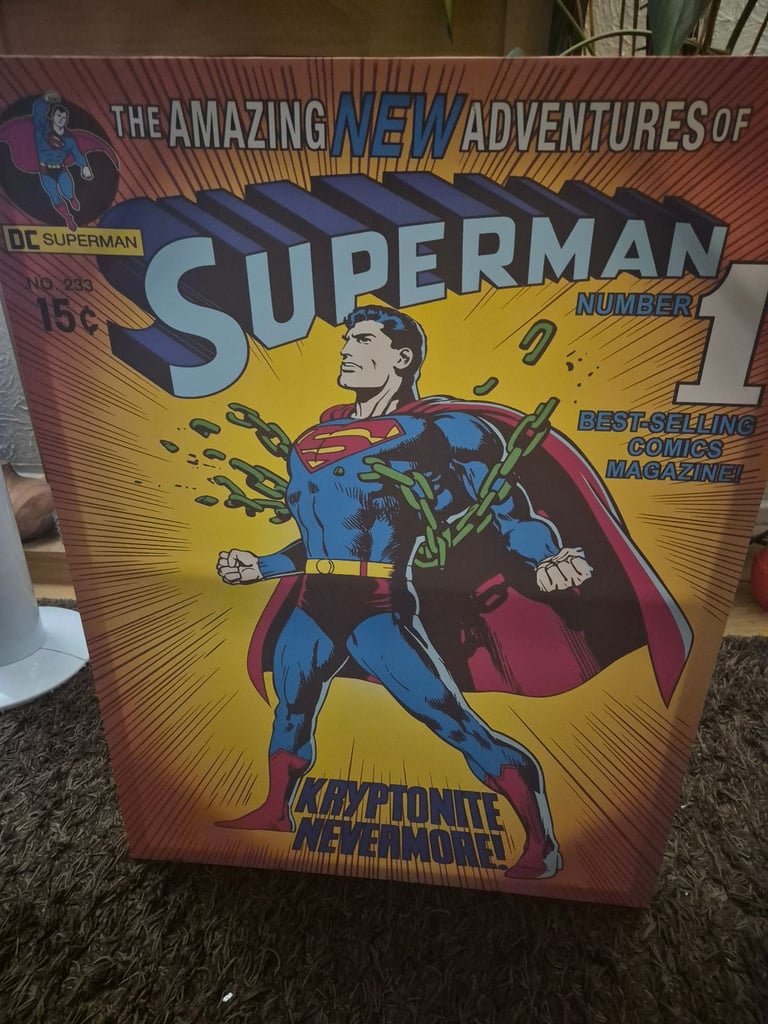 THE AMAZING NEW ADVENTURES OF
SUPERMAN
DC SUPERMAN
NO. 233
15¢
NUMBER 1
BEST-SELLING
COMICS
MAGAZINE!
KRYPTONITE
NEVERMORE!